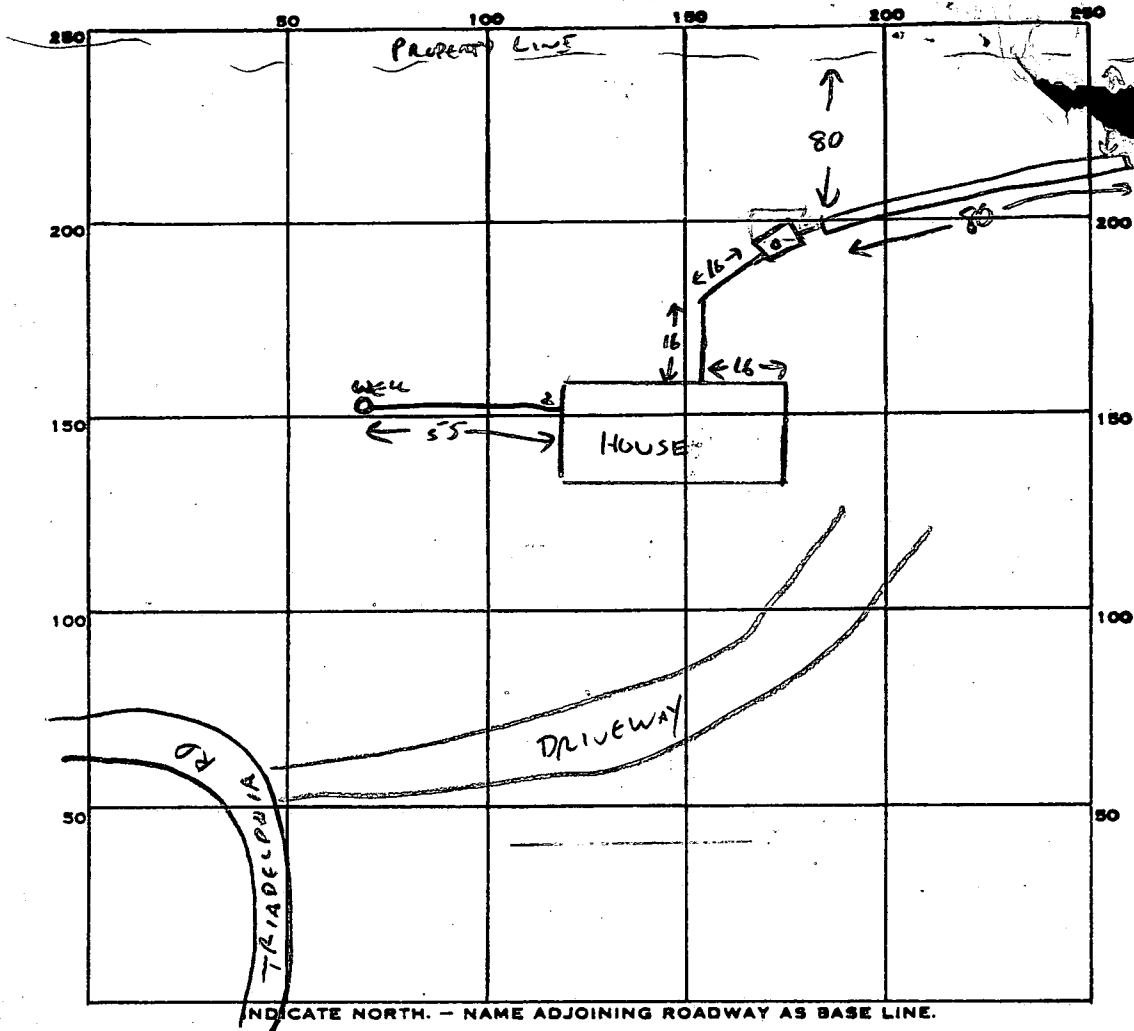 50 100 150 200 250
250
PROPERTY LINE
80
200 200
80
16
16
16
WELL
150 150
55
HOUSE
100 100
DRIVEWAY
TRIADELPHIA RD
50 50
INDICATE NORTH. — NAME ADJOINING ROADWAY AS BASE LINE.